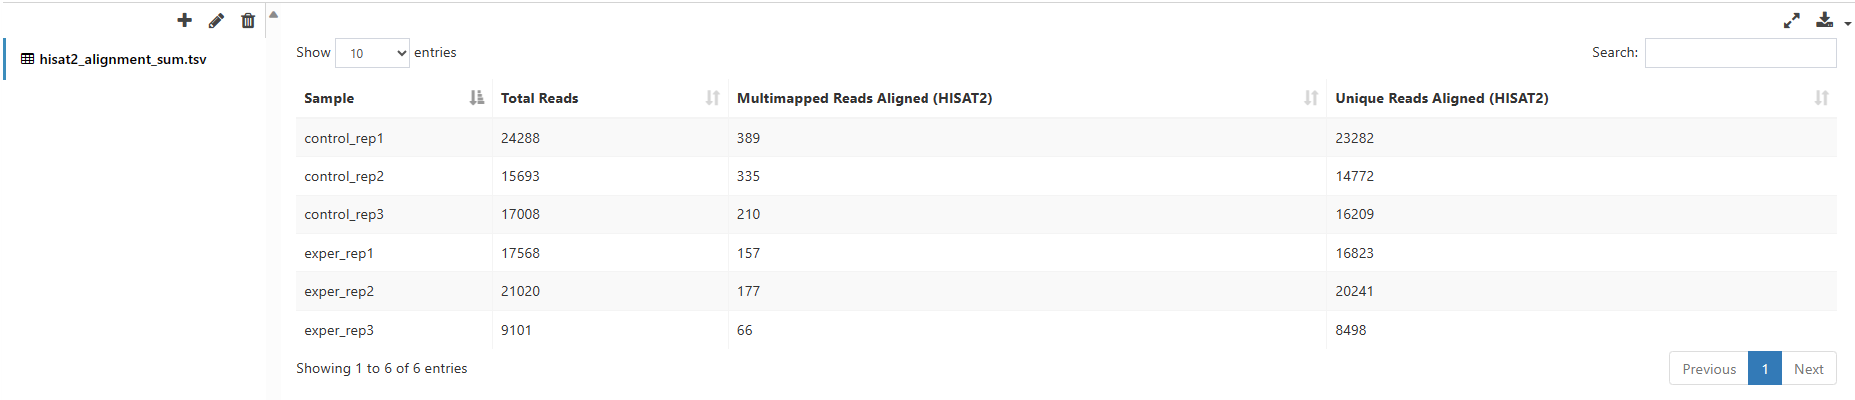 hisat2_alignment_sum.tsv
Show 10 entries Search:
Sample Total Reads Multimapped Reads Aligned (HISAT2) Unique Reads Aligned (HISAT2)
control_rep1 24288 389 23282
control_rep2 15693 335 14772
control_rep3 17008 210 16209
exper_rep1 17568 157 16823
exper_rep2 21020 177 20241
exper_rep3 9101 66 8498
Showing 1 to 6 of 6 entries Previous 1 Next